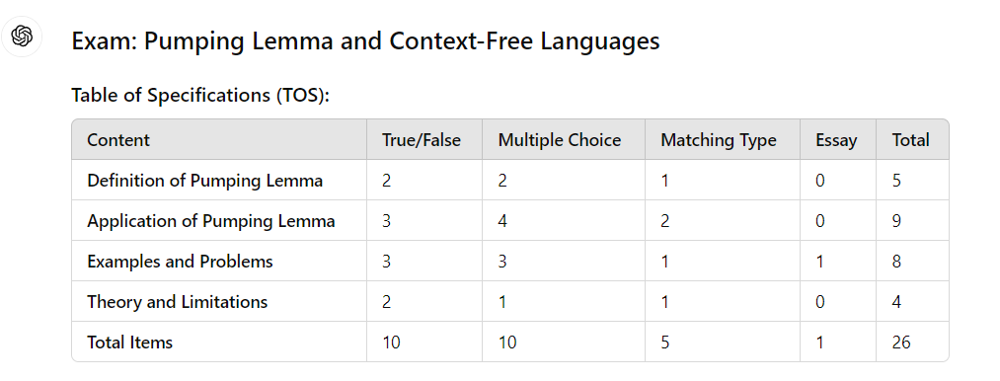 Exam: Pumping Lemma and Context-Free Languages
Table of Specifications (TOS):
Content True/False Multiple Choice Matching Type Essay Total
Definition of Pumping Lemma 2 2 1 0 5
Application of Pumping Lemma 3 4 2 0 9
Examples and Problems 3 3 1 1 8
Theory and Limitations 2 1 1 0 4
Total Items 10 10 5 1 26